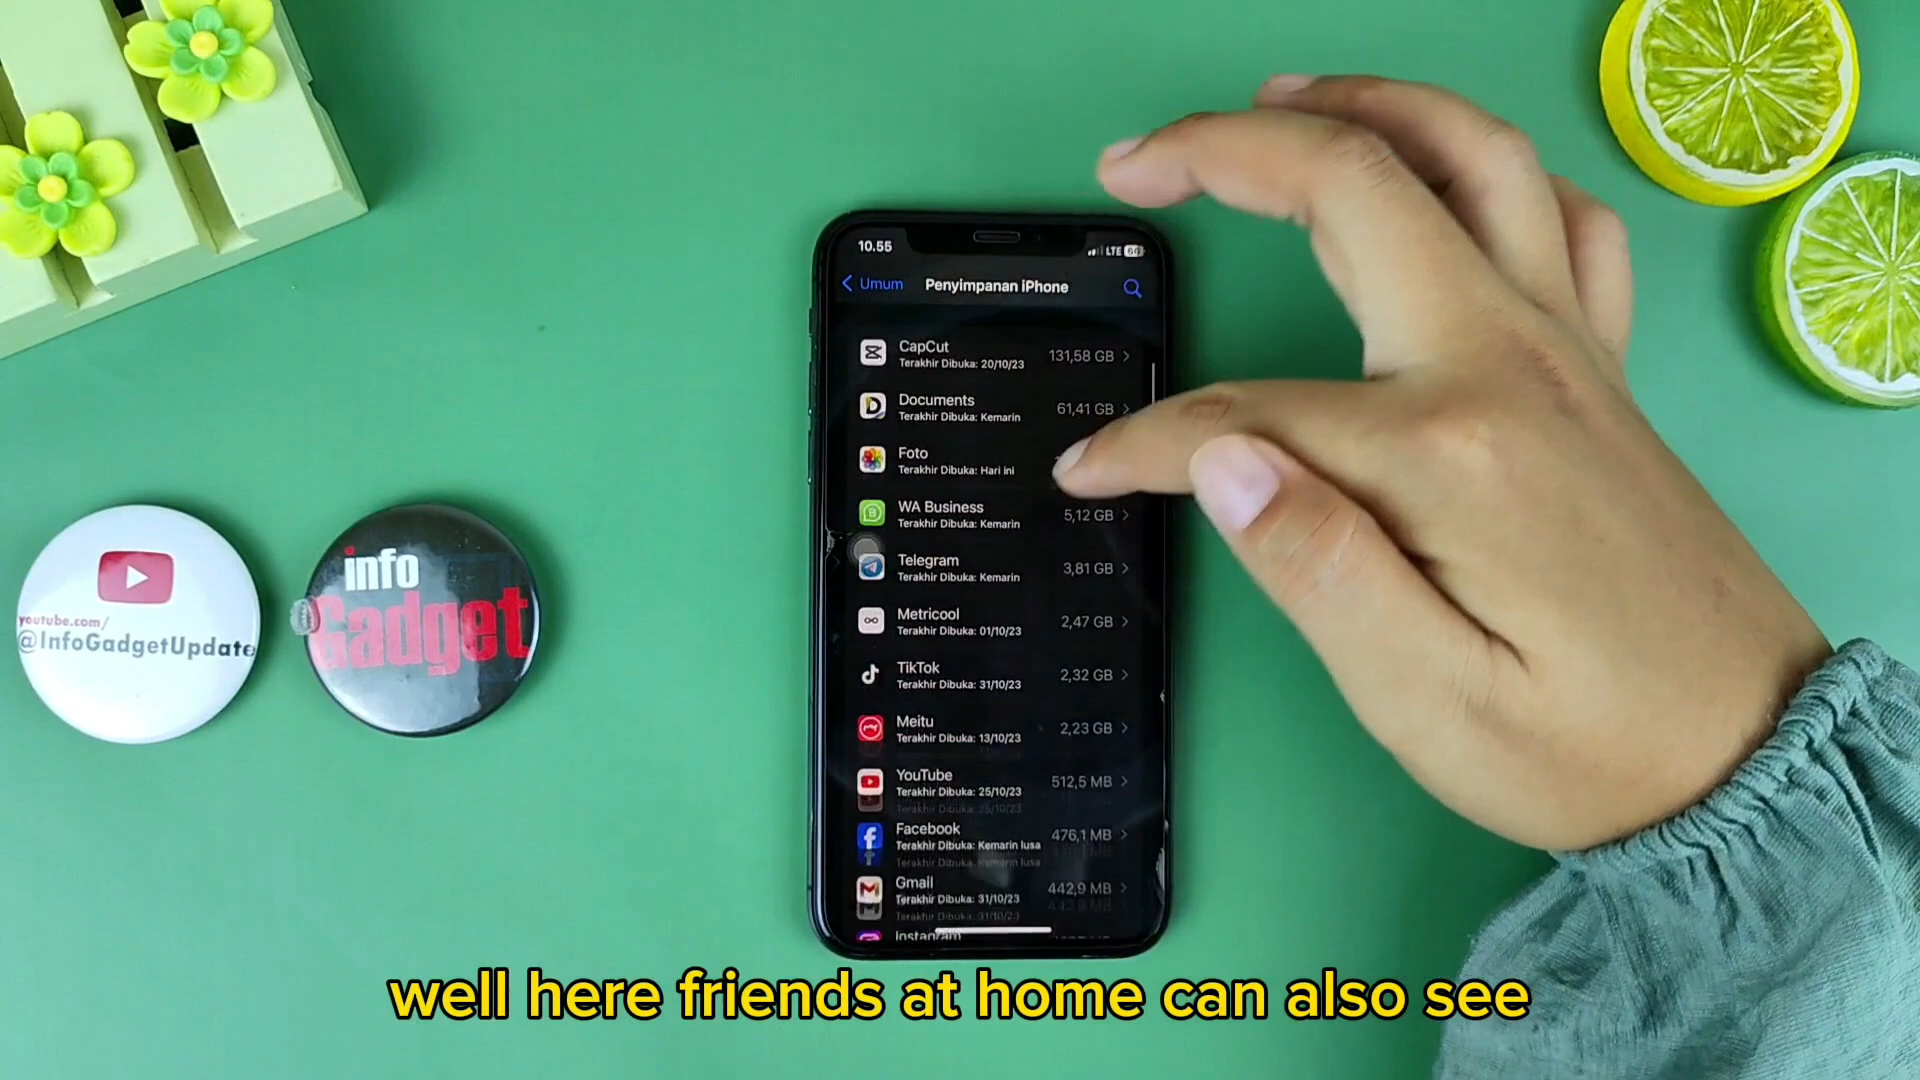 10.55
LTE 60
Umum
Penyimpanan iPhone
CapCut
Terakhir Dibuka: 20/10/23
131,58 GB
Documents
Terakhir Dibuka: Kemarin
61,41 GB
Foto
Terakhir Dibuka: Hari ini
WA Business
Terakhir Dibuka: Kemarin
5,12 GB
Telegram
Terakhir Dibuka: Kemarin
3,81 GB
Metricool
Terakhir Dibuka: 01/10/23
2,47 GB
TikTok
Terakhir Dibuka: 31/10/23
2,32 GB
Meitu
Terakhir Dibuka: 13/10/23
2,23 GB
YouTube
Terakhir Dibuka: 25/10/23
512,5 MB
Facebook
Terakhir Dibuka: Kemarin lusa
476,1 MB
Gmail
Terakhir Dibuka: 31/10/23
442,9 MB
Instagram
youtube.com/
@InfoGadgetUpdate
info
Gadget
well here friends at home can also see